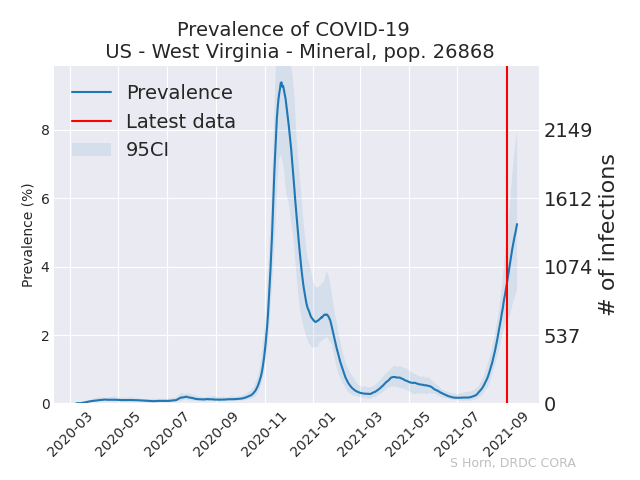 Prevalence of COVID-19
US - West Virginia - Mineral, pop. 26868
Prevalence
Latest data
95CI
Prevalence (%)
8
6
4
2
0
2149
1612
1074
537
0
# of infections
2020-03
2020-05
2020-07
2020-09
2020-11
2021-01
2021-03
2021-05
2021-07
2021-09
S Horn, DRDC CORA